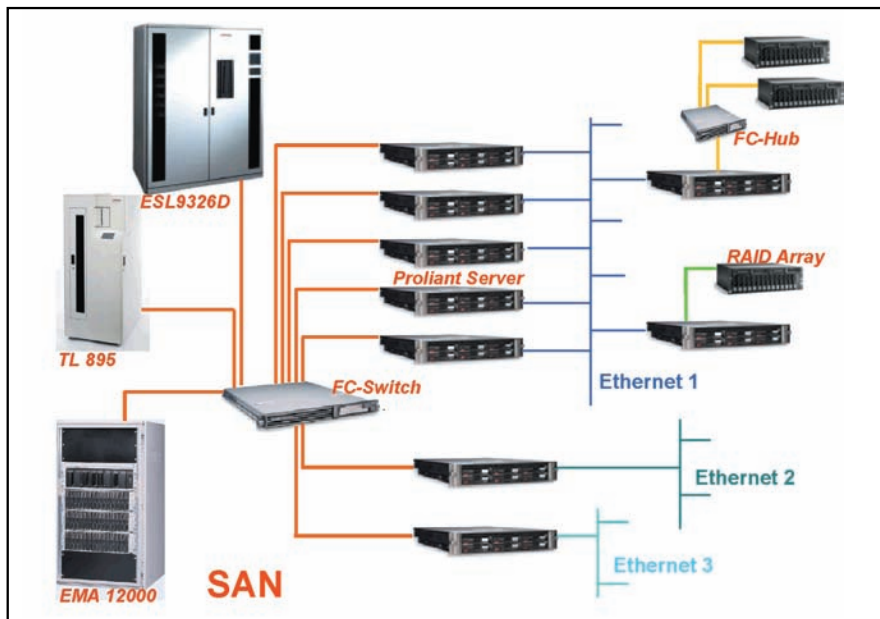 ESL9326D
TL 895
EMA 12000
SAN
FC-Switch
Proliant Server
FC-Hub
RAID Array
Ethernet 1
Ethernet 2
Ethernet 3